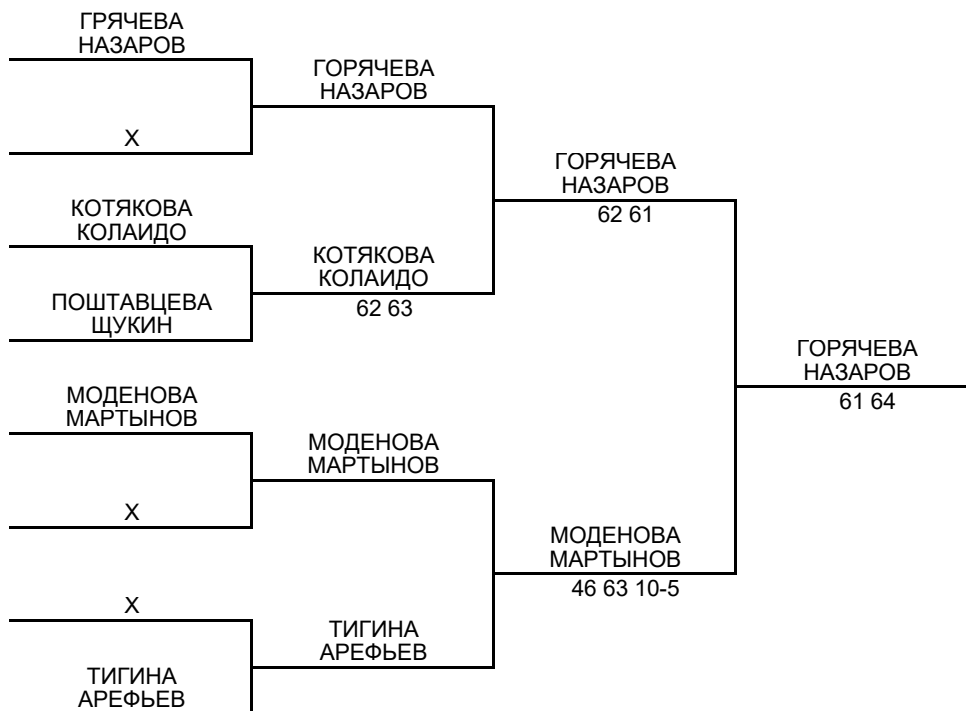 ГРЯЧЕВА
НАЗАРОВ
ГОРЯЧЕВА
НАЗАРОВ
X
ГОРЯЧЕВА
НАЗАРОВ
62 61
КОТЯКОВА
КОЛАИДО
КОТЯКОВА
КОЛАИДО
62 63
ПОШТАВЦЕВА
ЩУКИН
ГОРЯЧЕВА
НАЗАРОВ
61 64
МОДЕНОВА
МАРТЫНОВ
МОДЕНОВА
МАРТЫНОВ
X
МОДЕНОВА
МАРТЫНОВ
46 63 10-5
X
ТИГИНА
АРЕФЬЕВ
ТИГИНА
АРЕФЬЕВ